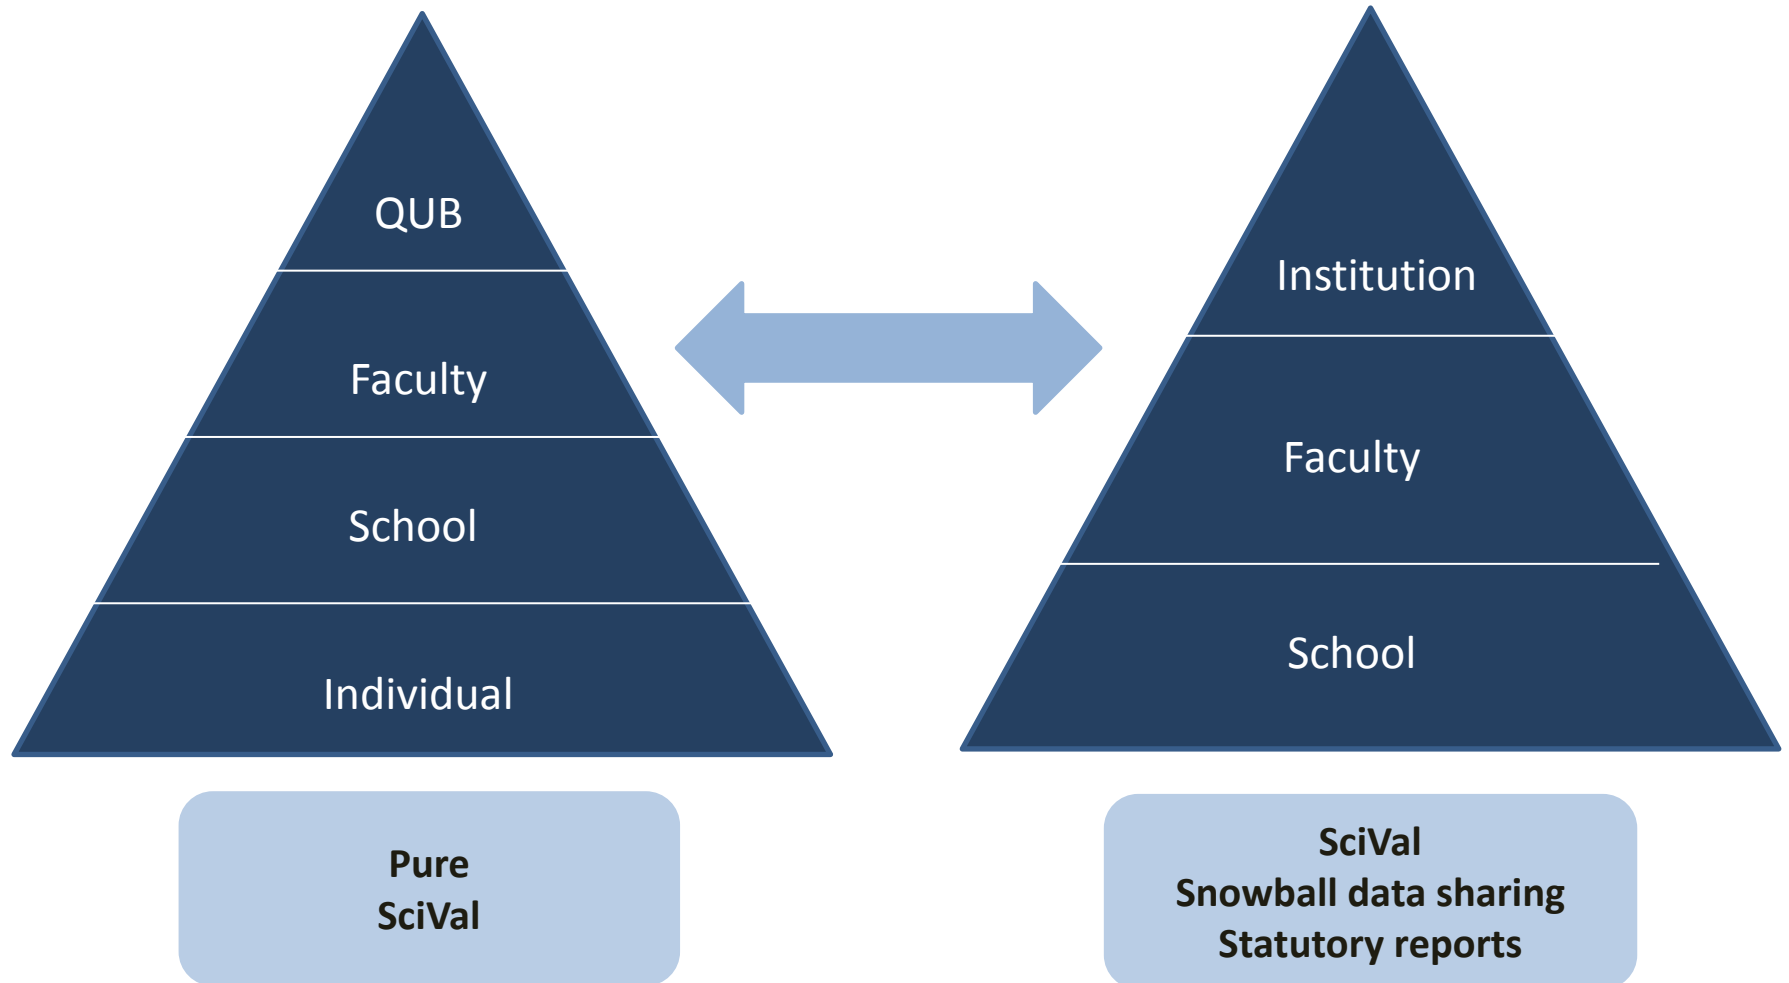 QUB
Faculty
School
Individual
Pure
SciVal
Institution
Faculty
School
SciVal
Snowball data sharing
Statutory reports